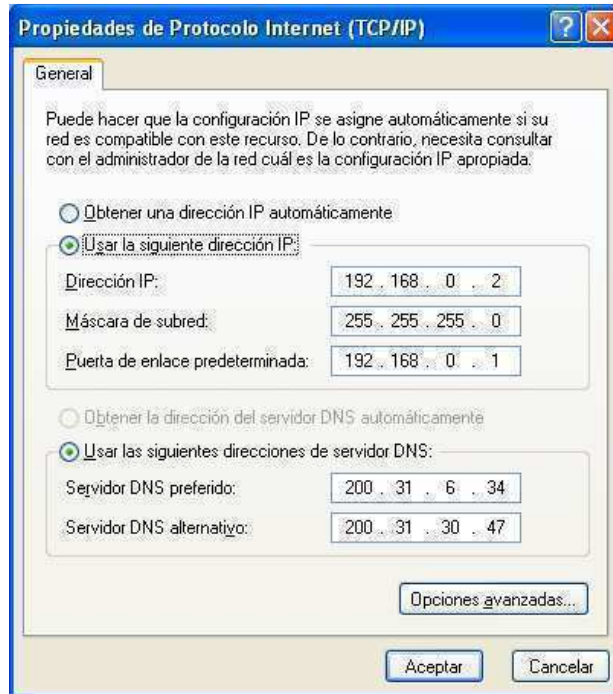 Propiedades de Protocolo Internet (TCP/IP)
General
Puede hacer que la configuración IP se asigne automáticamente si su
red es compatible con este recurso. De lo contrario, necesita consultar
con el administrador de la red cuál es la configuración IP apropiada.
Obtener una dirección IP automáticamente
Usar la siguiente dirección IP:
Dirección IP: 192 . 168 . 0 . 2
Máscara de subred: 255 . 255 . 255 . 0
Puerta de enlace predeterminada: 192 . 168 . 0 . 1
Obtener la dirección del servidor DNS automáticamente
Usar las siguientes direcciones de servidor DNS:
Servidor DNS preferido: 200 . 31 . 6 . 34
Servidor DNS alternativo: 200 . 31 . 30 . 47
Opciones avanzadas...
Aceptar Cancelar